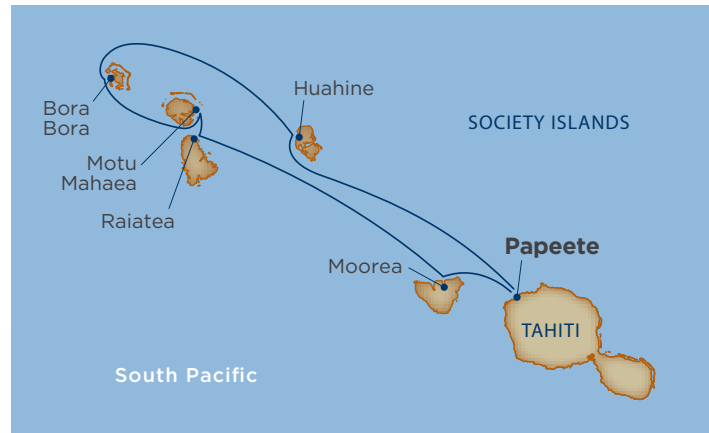 Huahine
Bora
Bora
SOCIETY ISLANDS
Motu
Mahaea
Raiatea
Papeete
Moorea
TAHITI
South Pacific